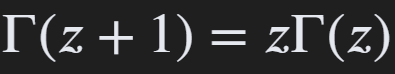 Γ(z + 1) = zΓ(z)